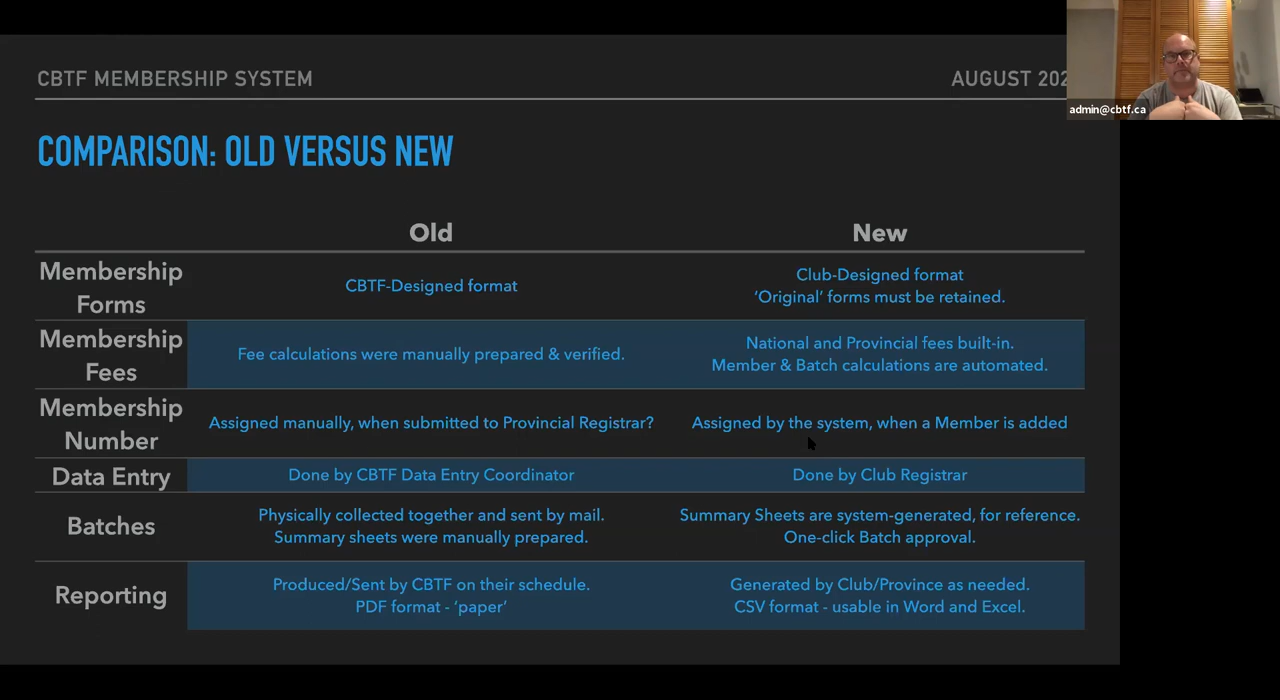 CBTF MEMBERSHIP SYSTEM
AUGUST 202
admin@cbtf.ca
COMPARISON: OLD VERSUS NEW
Old
New
Membership
Forms
CBTF-Designed format
Club-Designed format
‘Original’ forms must be retained.
Membership
Fees
Fee calculations were manually prepared & verified.
National and Provincial fees built-in.
Member & Batch calculations are automated.
Membership
Number
Assigned manually, when submitted to Provincial Registrar?
Assigned by the system, when a Member is added
Data Entry
Done by CBTF Data Entry Coordinator
Done by Club Registrar
Batches
Physically collected together and sent by mail.
Summary sheets were manually prepared.
Summary Sheets are system-generated, for reference.
One-click Batch approval.
Reporting
Produced/Sent by CBTF on their schedule.
PDF format - ‘paper’
Generated by Club/Province as needed.
CSV format - usable in Word and Excel.